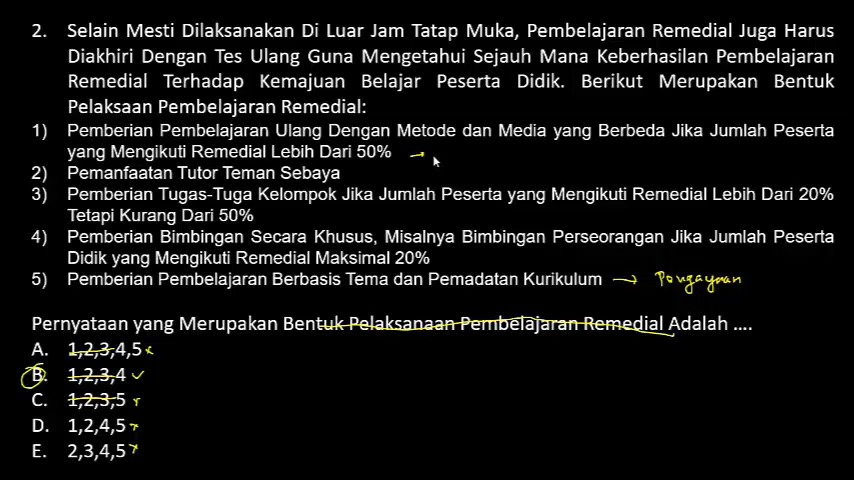 2. Selain Mesti Dilaksanakan Di Luar Jam Tatap Muka, Pembelajaran Remedial Juga Harus
Diakhiri Dengan Tes Ulang Guna Mengetahui Sejauh Mana Keberhasilan Pembelajaran
Remedial Terhadap Kemajuan Belajar Peserta Didik. Berikut Merupakan Bentuk
Pelaksaan Pembelajaran Remedial:
1) Pemberian Pembelajaran Ulang Dengan Metode dan Media yang Berbeda Jika Jumlah Peserta
yang Mengikuti Remedial Lebih Dari 50% →
2) Pemanfaatan Tutor Teman Sebaya
3) Pemberian Tugas-Tuga Kelompok Jika Jumlah Peserta yang Mengikuti Remedial Lebih Dari 20%
Tetapi Kurang Dari 50%
4) Pemberian Bimbingan Secara Khusus, Misalnya Bimbingan Perseorangan Jika Jumlah Peserta
Didik yang Mengikuti Remedial Maksimal 20%
5) Pemberian Pembelajaran Berbasis Tema dan Pemadatan Kurikulum → Pengayaan
Pernyataan yang Merupakan Bentuk Pelaksanaan Pembelajaran Remedial Adalah ....
A. 1,2,3,4,5 ×
B. 1,2,3,4 ✓
C. 1,2,3,5 ×
D. 1,2,4,5 ×
E. 2,3,4,5 ×